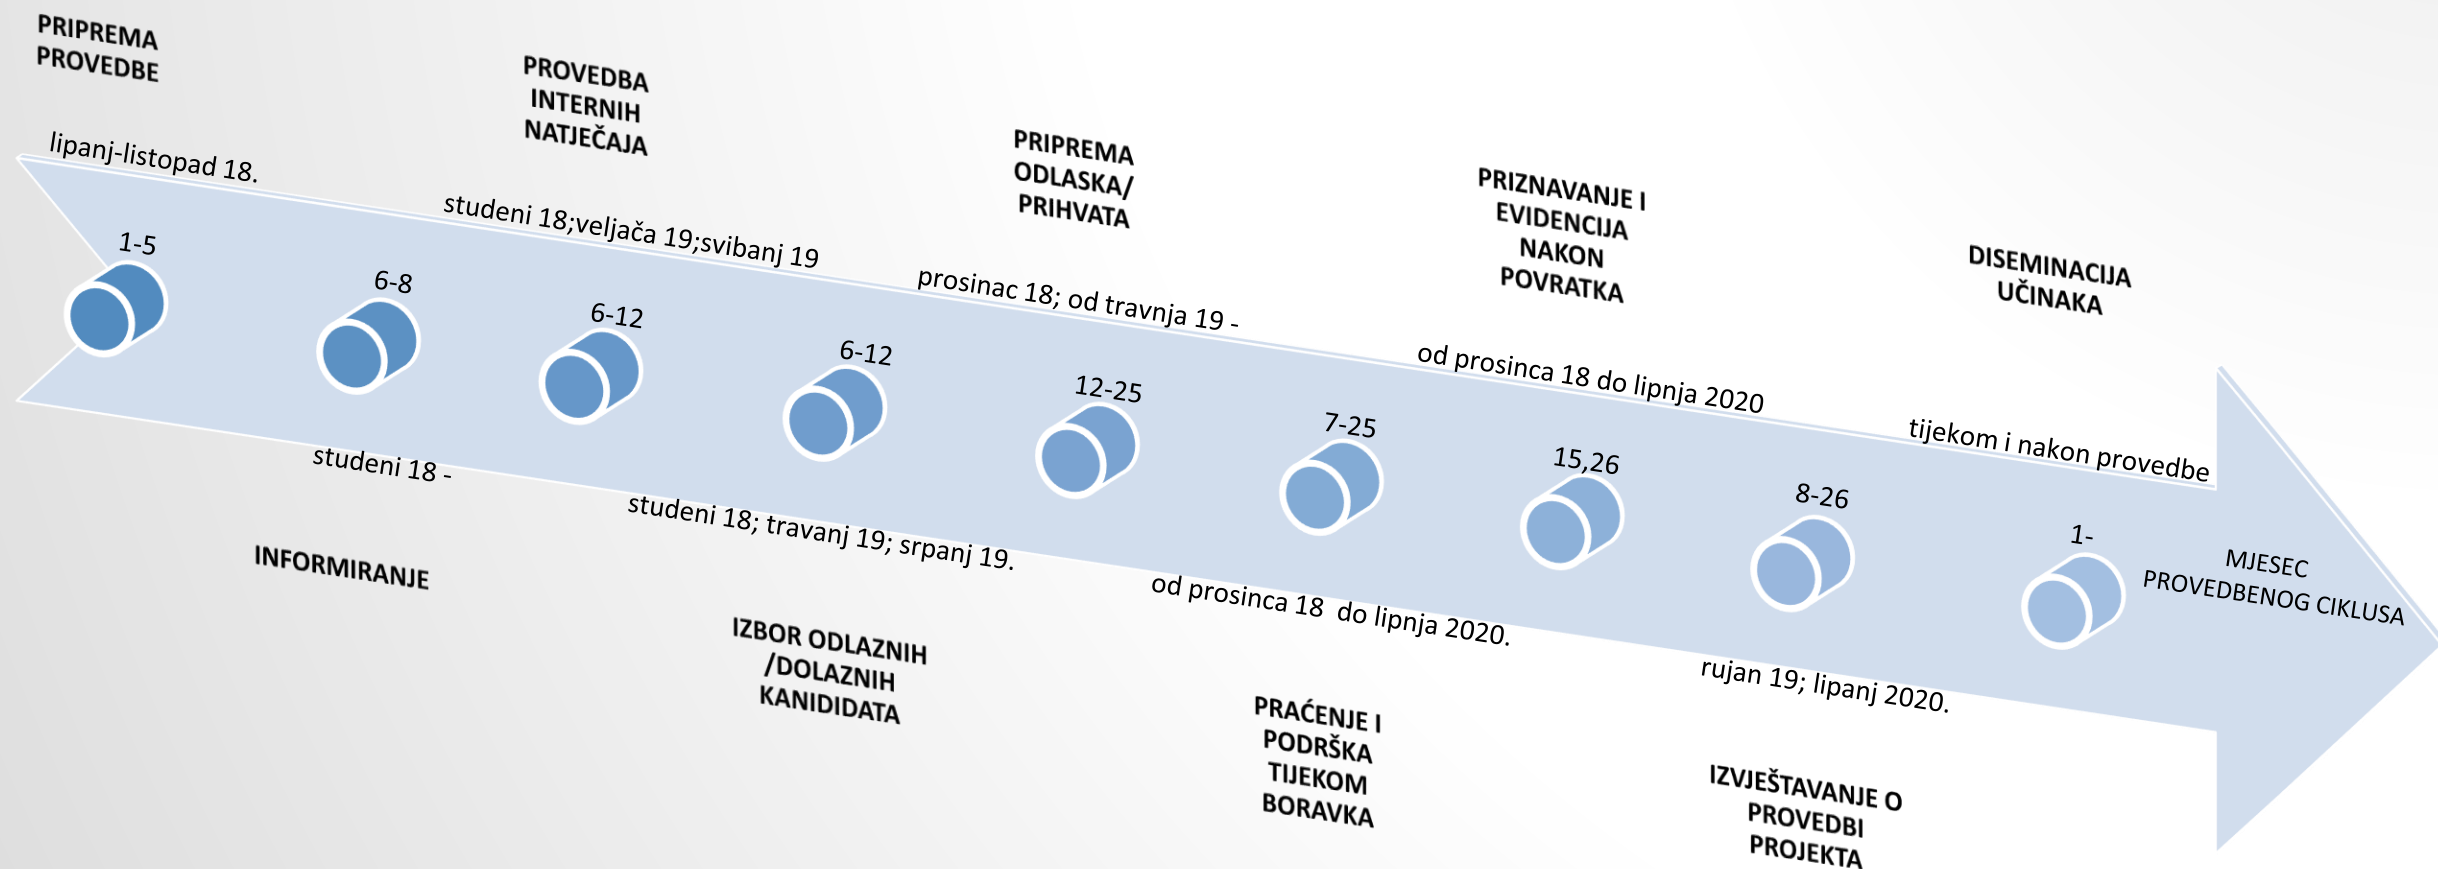 PRIPREMA
PROVEDBE
lipanj-listopad 18.
1-5
INFORMIRANJE
studeni 18 -
6-8
PROVEDBA
INTERNIH
NATJEČAJA
studeni 18;veljača 19;svibanj 19
6-12
IZBOR ODLAZNIH
/DOLAZNIH
KANIDIDATA
studeni 18; travanj 19; srpanj 19.
6-12
PRIPREMA
ODLASKA/
PRIHVATA
prosinac 18; od travnja 19 -
12-25
PRAĆENJE I
PODRŠKA
TIJEKOM
BORAVKA
od prosinca 18 do lipnja 2020.
7-25
PRIZNAVANJE I
EVIDENCIJA
NAKON
POVRATKA
od prosinca 18 do lipnja 2020
15,26
IZVJEŠTAVANJE O
PROVEDBI
PROJEKTA
rujan 19; lipanj 2020.
8-26
DISEMINACIJA
UČINAKA
tijekom i nakon provedbe
1-
MJESEC
PROVEDBENOG CIKLUSA